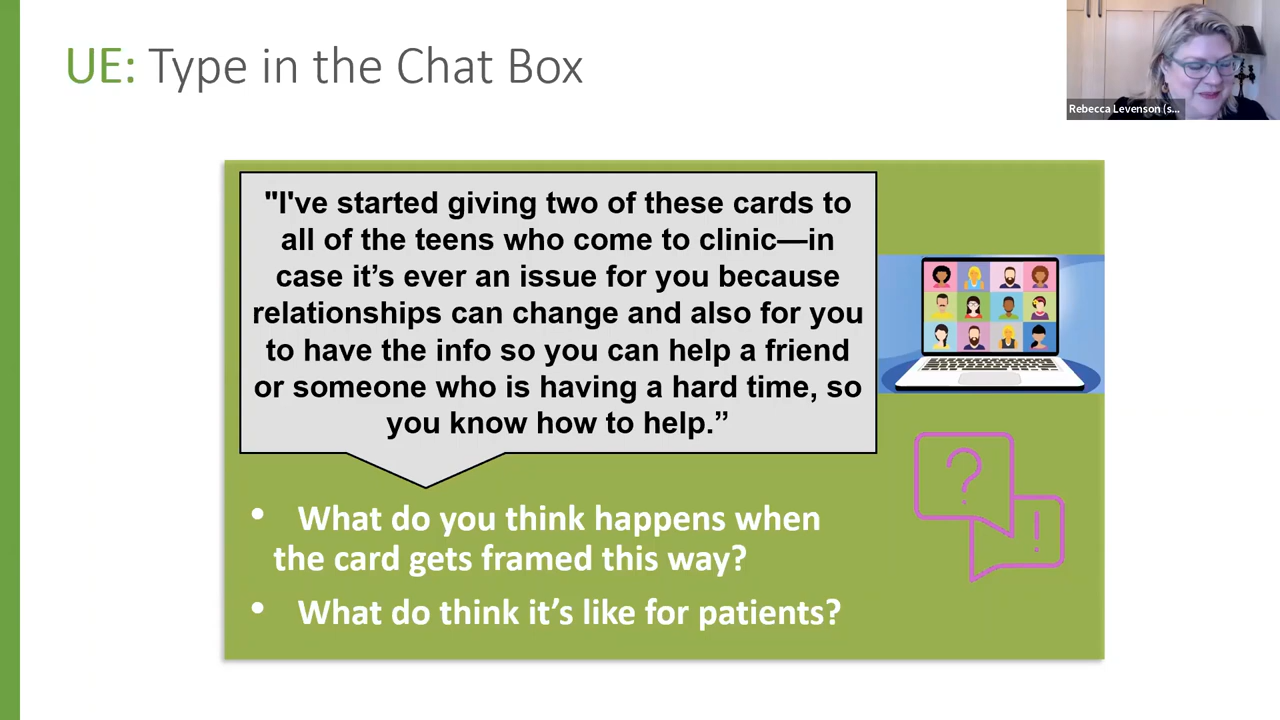 UE: Type in the Chat Box
Rebecca Levenson (s...
"I've started giving two of these cards to
all of the teens who come to clinic—in
case it’s ever an issue for you because
relationships can change and also for you
to have the info so you can help a friend
or someone who is having a hard time, so
you know how to help.”
• What do you think happens when
the card gets framed this way?
• What do think it’s like for patients?
?
!